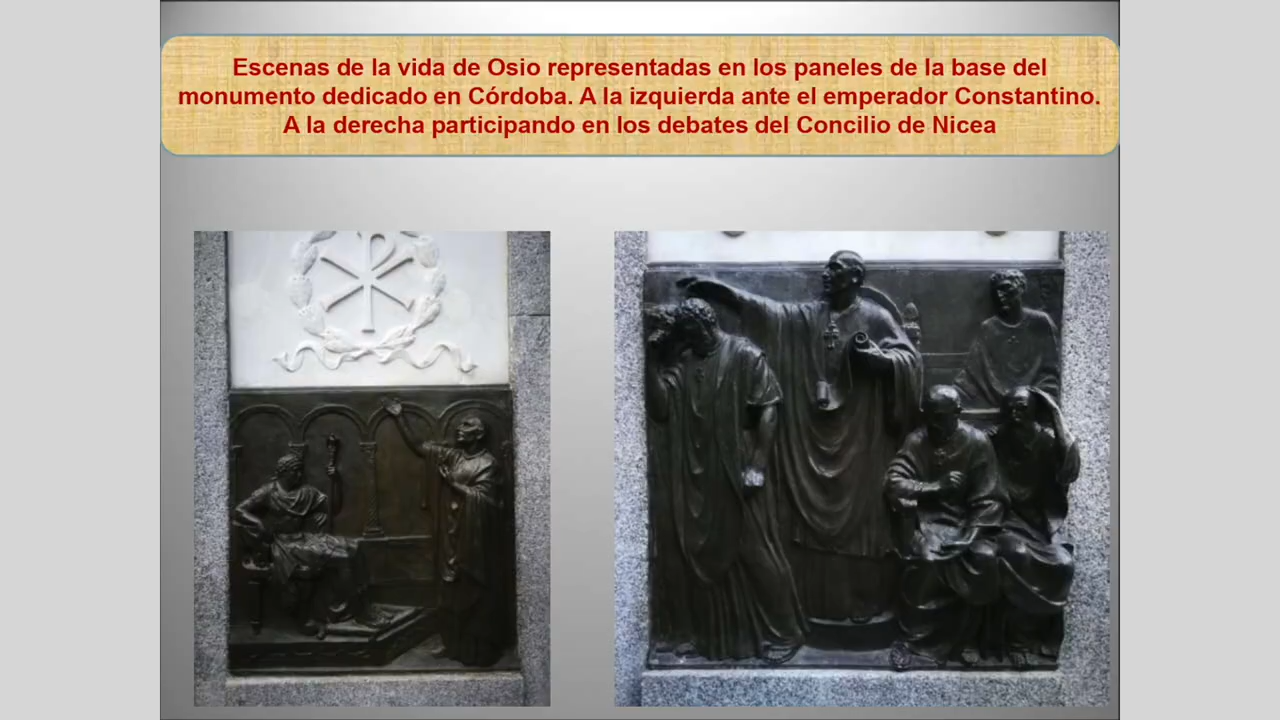 Escenas de la vida de Osio representadas en los paneles de la base del
monumento dedicado en Córdoba. A la izquierda ante el emperador Constantino.
A la derecha participando en los debates del Concilio de Nicea